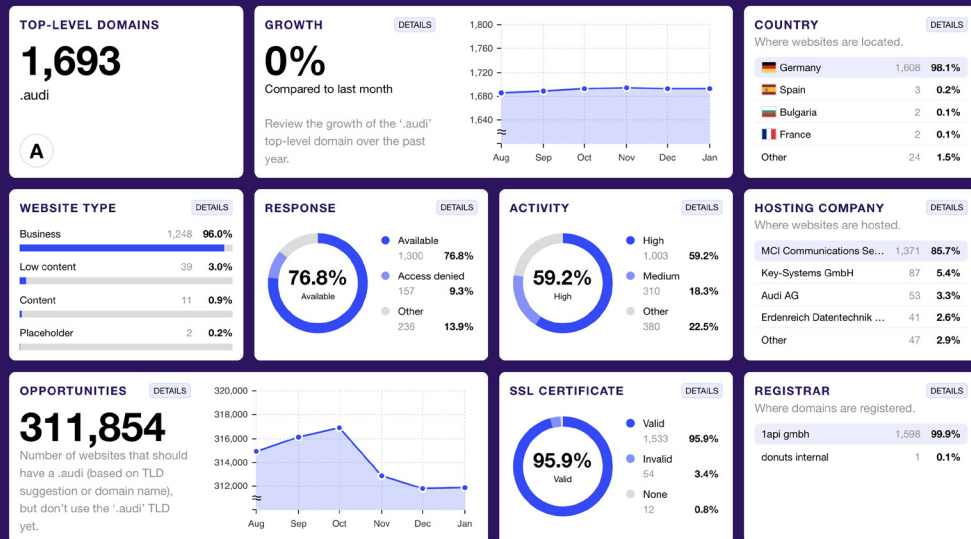 TOP-LEVEL DOMAINS
1,693
.audi
A
GROWTH DETAILS
0%
Compared to last month
Review the growth of the ‘.audi’
top-level domain over the past
year.
1,800
1,760
1,720
1,680
1,640
Aug Sep Oct Nov Dec Jan
COUNTRY DETAILS
Where websites are located.
Germany 1,608 98.1%
Spain 3 0.2%
Bulgaria 2 0.1%
France 2 0.1%
Other 24 1.5%
WEBSITE TYPE DETAILS
Business 1,248 96.0%
Low content 39 3.0%
Content 11 0.9%
Placeholder 2 0.2%
RESPONSE DETAILS
76.8%
Available
Available
1,300 76.8%
Access denied
157 9.3%
Other
236 13.9%
ACTIVITY DETAILS
59.2%
High
High
1,003 59.2%
Medium
310 18.3%
Other
380 22.5%
HOSTING COMPANY DETAILS
Where websites are hosted.
MCI Communications Se... 1,371 85.7%
Key-Systems GmbH 87 5.4%
Audi AG 53 3.3%
Erdenreich Datentechnik ... 41 2.6%
Other 47 2.9%
OPPORTUNITIES DETAILS
311,854
Number of websites that should
have a .audi (based on TLD
suggestion or domain name),
but don’t use the ‘.audi’ TLD
yet.
320,000
318,000
316,000
314,000
312,000
Aug Sep Oct Nov Dec Jan
SSL CERTIFICATE DETAILS
95.9%
Valid
Valid
1,533 95.9%
Invalid
54 3.4%
None
12 0.8%
REGISTRAR DETAILS
Where domains are registered.
1api gmbh 1,598 99.9%
donuts internal 1 0.1%